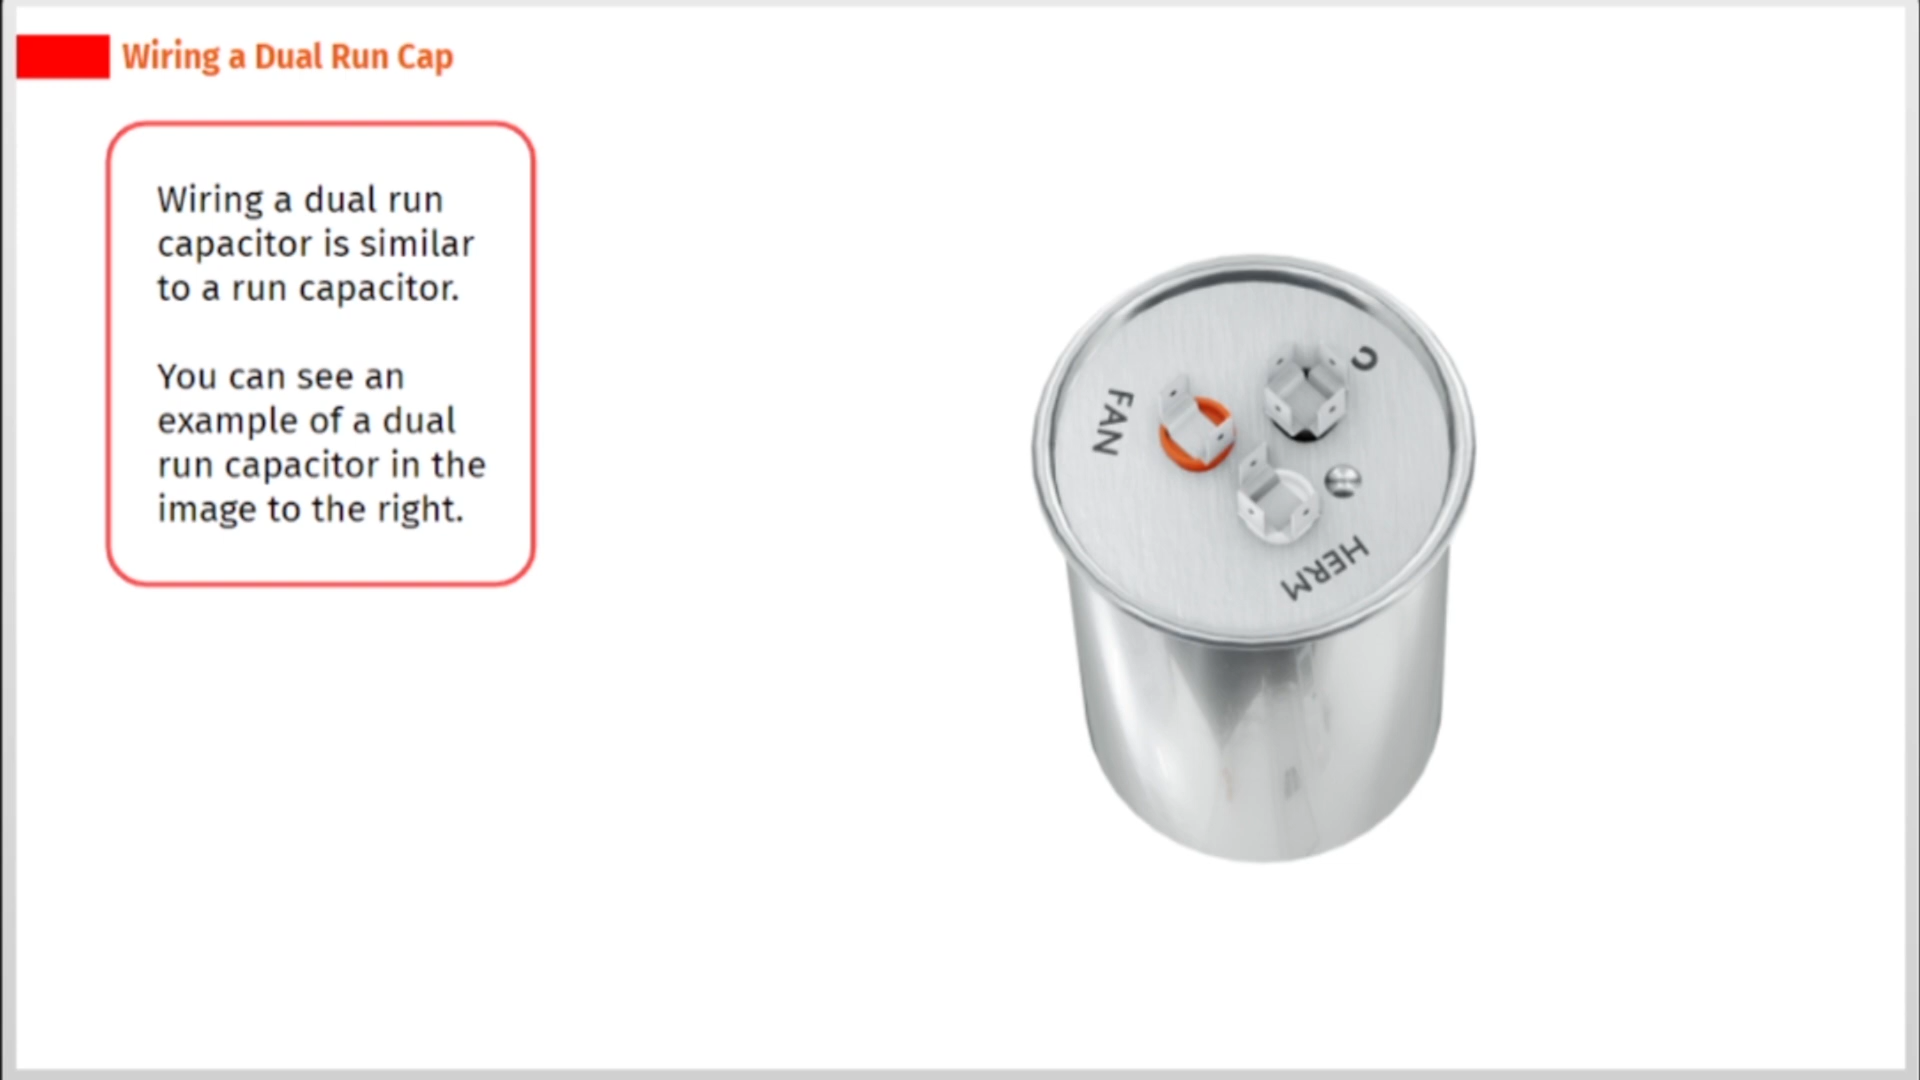 Wiring a Dual Run Cap
Wiring a dual run
capacitor is similar
to a run capacitor.
You can see an
example of a dual
run capacitor in the
image to the right.
C
FAN
HERM